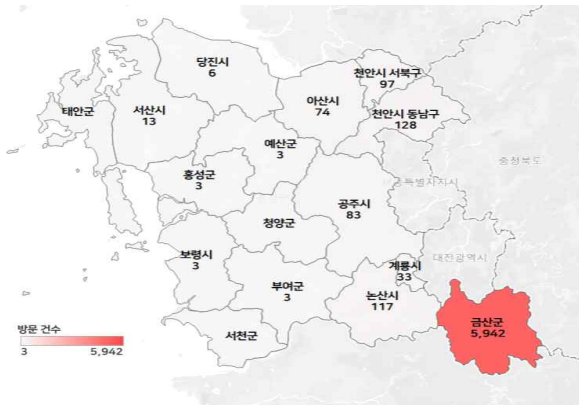 당진시
6
천안시 서북구
97
아산시
74
태안군
서산시
13
천안시 동남구
128
예산군
3
충청북도
홍성군
3
특별자치시
공주시
83
청양군
보령시
3
대전광역시
계룡시
33
부여군
3
논산시
117
금산군
5,942
서천군
방문 건수
3
5,942